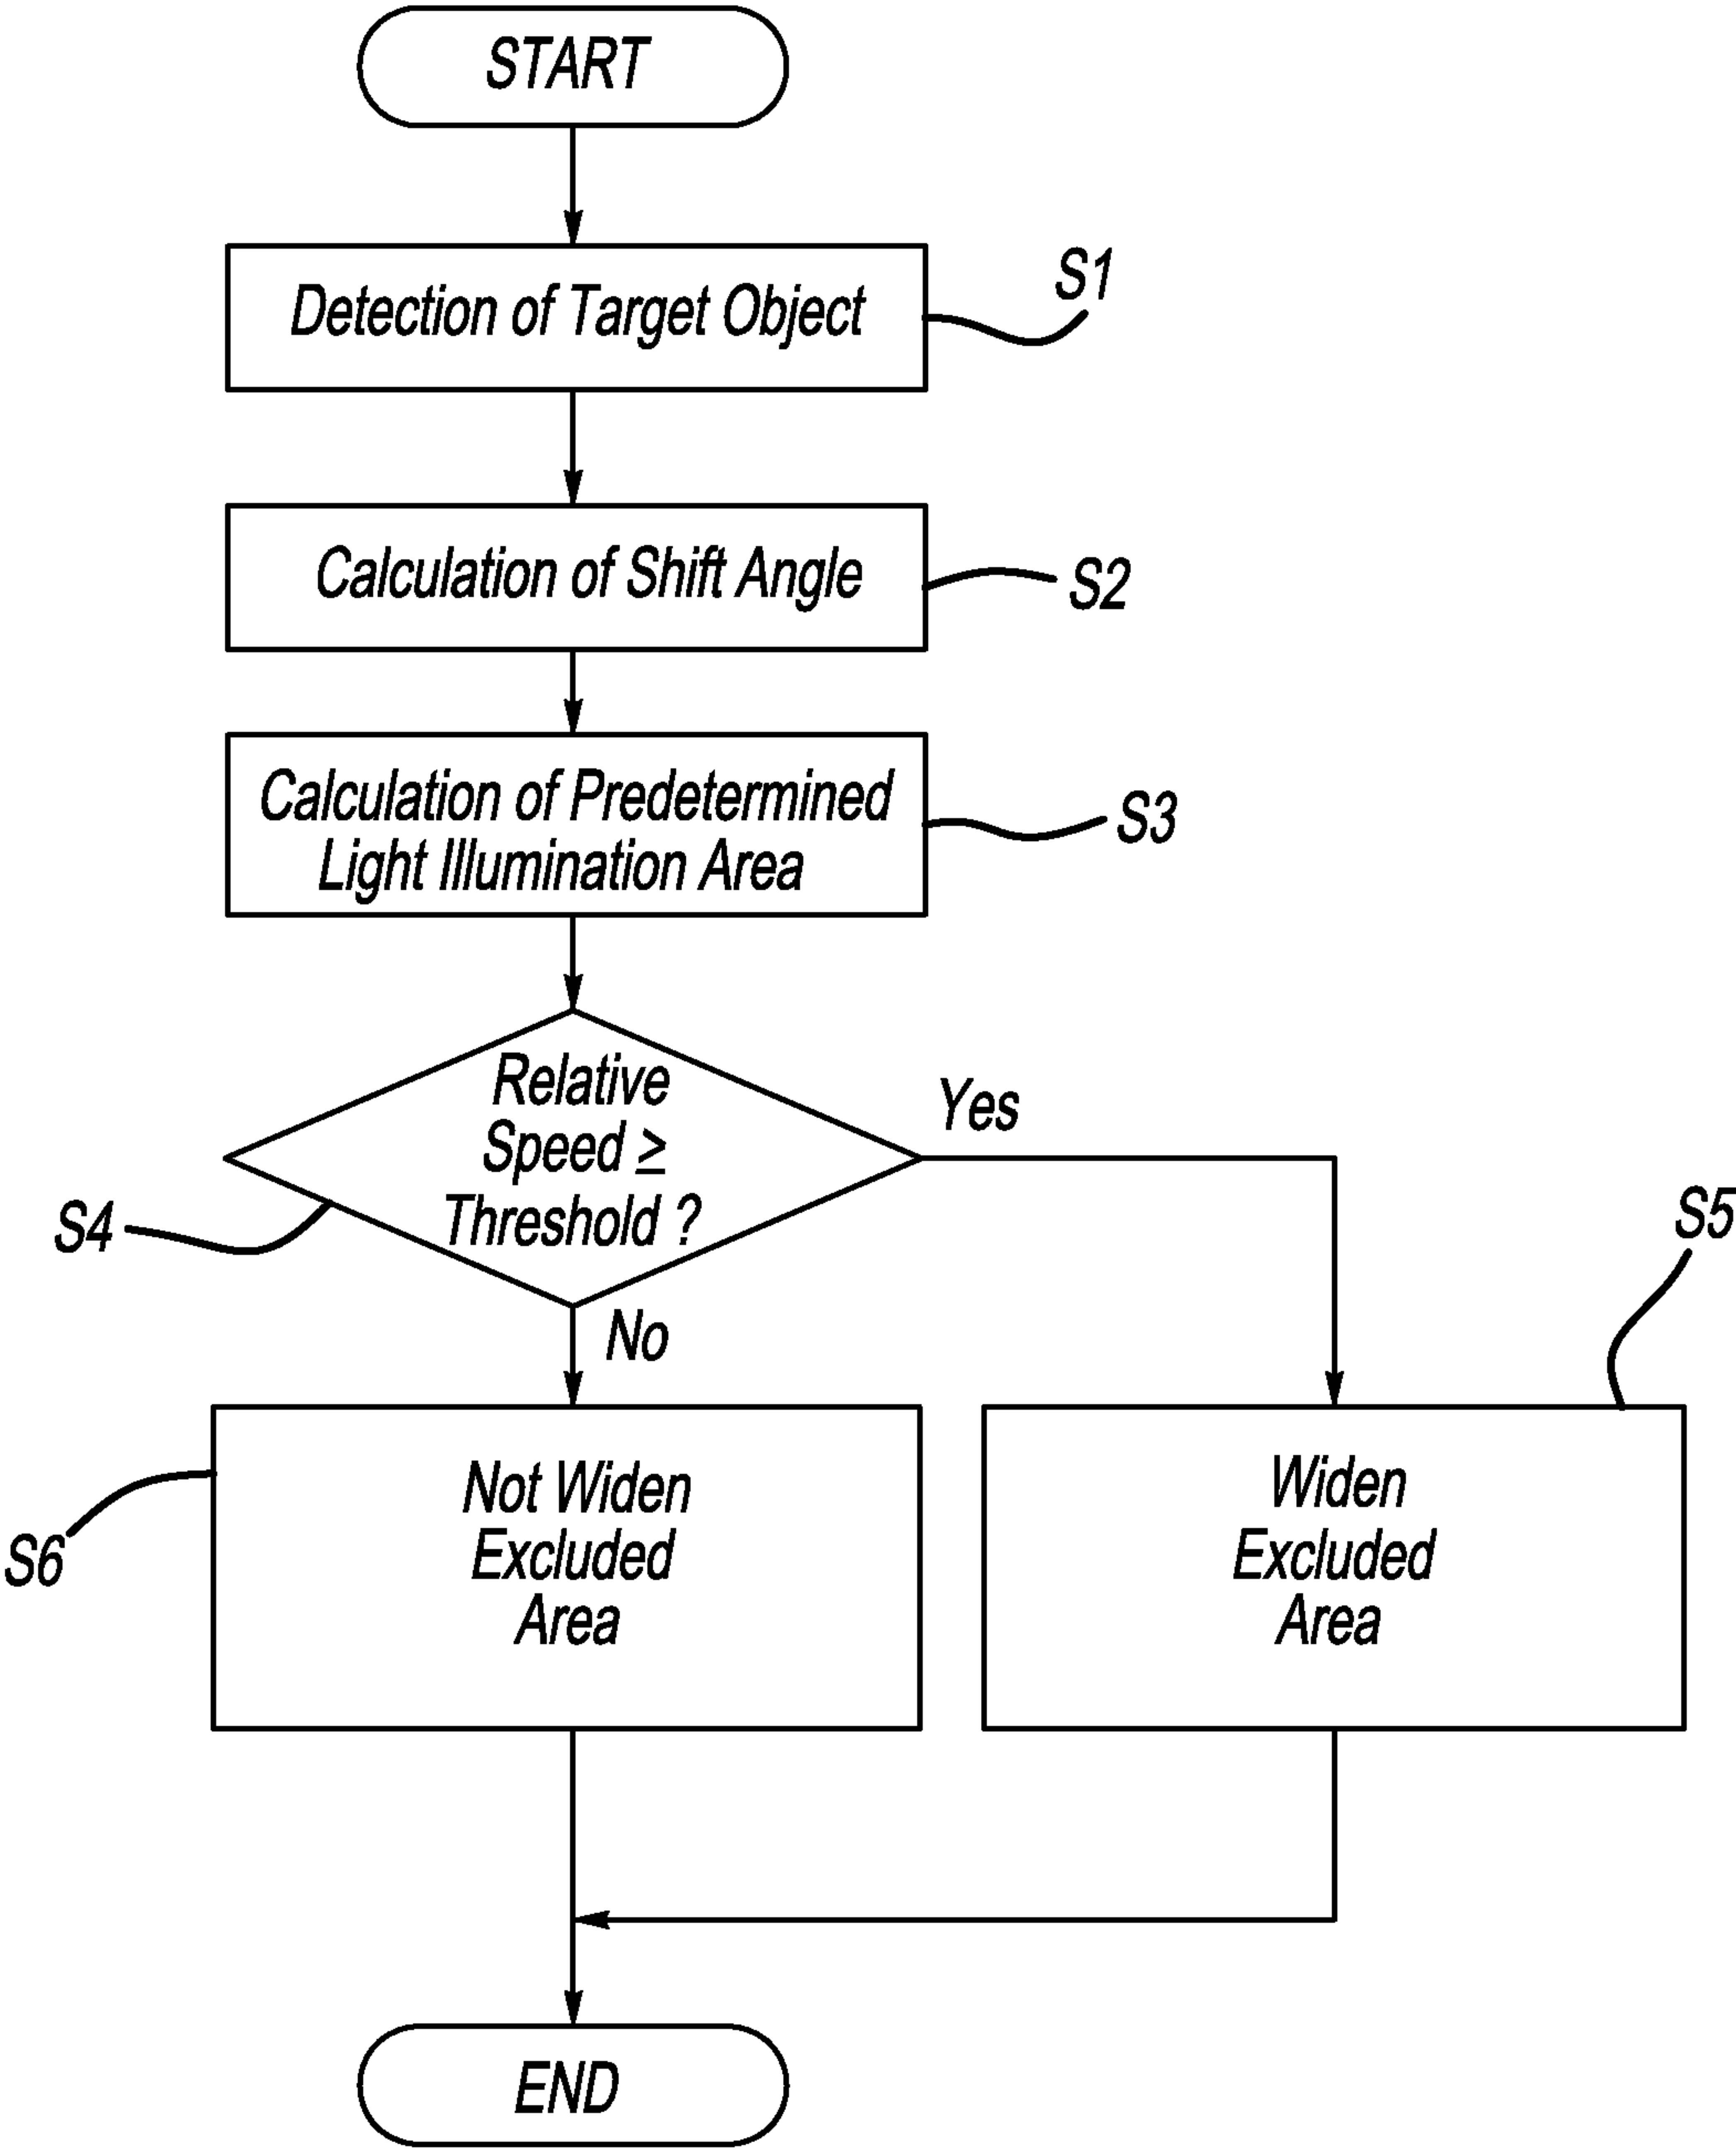 START
Detection of Target Object
S1
Calculation of Shift Angle
S2
Calculation of Predetermined
Light Illumination Area
S3
Relative
Speed ≥
Threshold ?
S4
Yes
No
S5
Not Widen
Excluded
Area
S6
Widen
Excluded
Area
END